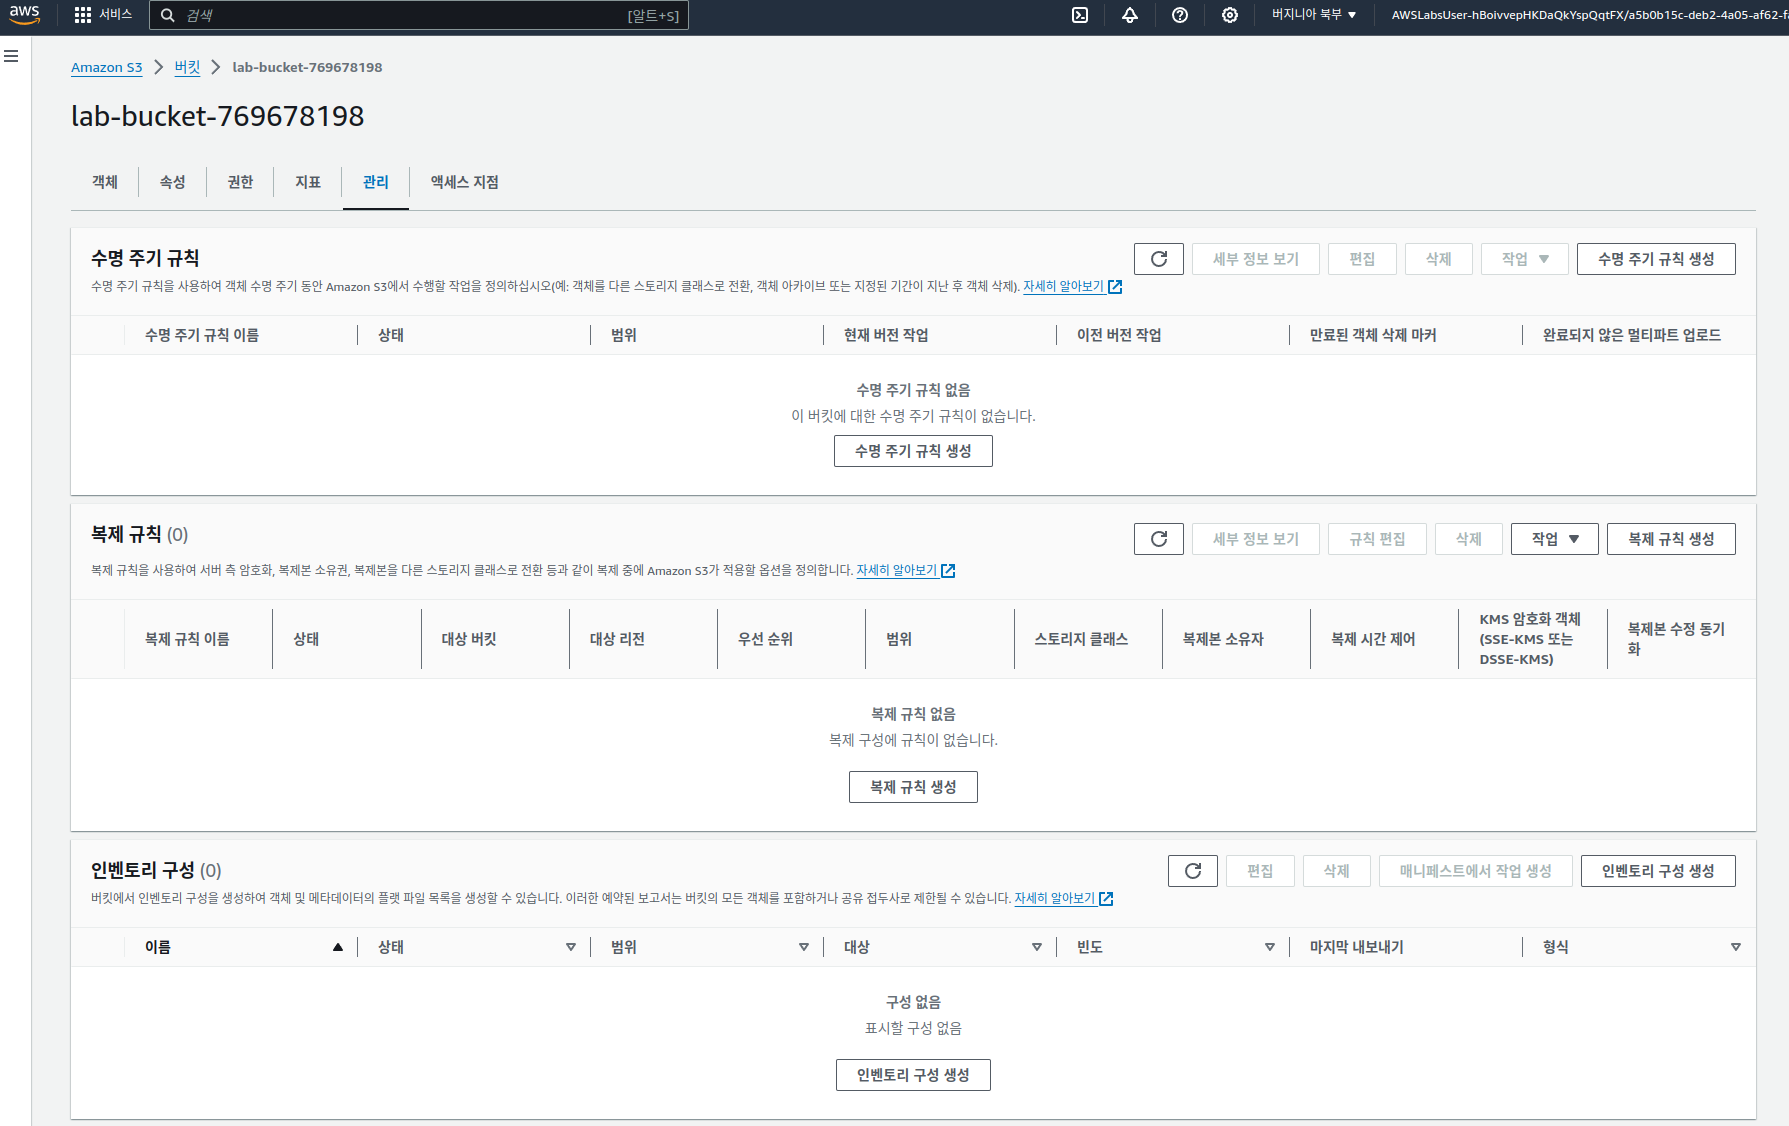 aws 서비스 검색 [알트+S] 버지니아 북부 AWSLabsUser-hBoivvepHKDaQkYspQqtFX/a5b0b15c-deb2-4a05-af62-f
Amazon S3 버킷 lab-bucket-769678198
lab-bucket-769678198
객체 속성 권한 지표 관리 액세스 지점
수명 주기 규칙 세부 정보 보기 편집 삭제 작업 수명 주기 규칙 생성
수명 주기 규칙을 사용하여 객체 수명 주기 동안 Amazon S3에서 수행할 작업을 정의하십시오(예: 객체를 다른 스토리지 클래스로 전환, 객체 아카이브 또는 지정된 기간이 지난 후 객체 삭제). 자세히 알아보기
수명 주기 규칙 이름 상태 범위 현재 버전 작업 이전 버전 작업 만료된 객체 삭제 마커 완료되지 않은 멀티파트 업로드
수명 주기 규칙 없음
이 버킷에 대한 수명 주기 규칙이 없습니다.
수명 주기 규칙 생성
복제 규칙 (0) 세부 정보 보기 규칙 편집 삭제 작업 복제 규칙 생성
복제 규칙을 사용하여 서버 측 암호화, 복제본 소유권, 복제본을 다른 스토리지 클래스로 전환 등과 같이 복제 중에 Amazon S3가 적용할 옵션을 정의합니다. 자세히 알아보기
복제 규칙 이름 상태 대상 버킷 대상 리전 우선 순위 범위 스토리지 클래스 복제본 소유자 복제 시간 제어 KMS 암호화 객체
(SSE-KMS 또는
DSSE-KMS) 복제본 수정 동기
화
복제 규칙 없음
복제 구성에 규칙이 없습니다.
복제 규칙 생성
인벤토리 구성 (0) 편집 삭제 매니페스트에서 작업 생성 인벤토리 구성 생성
버킷에서 인벤토리 구성을 생성하여 객체 및 메타데이터의 플랫 파일 목록을 생성할 수 있습니다. 이러한 예약된 보고서는 버킷의 모든 객체를 포함하거나 공유 접두사로 제한될 수 있습니다. 자세히 알아보기
이름 상태 범위 대상 빈도 마지막 내보내기 형식
구성 없음
표시할 구성 없음
인벤토리 구성 생성